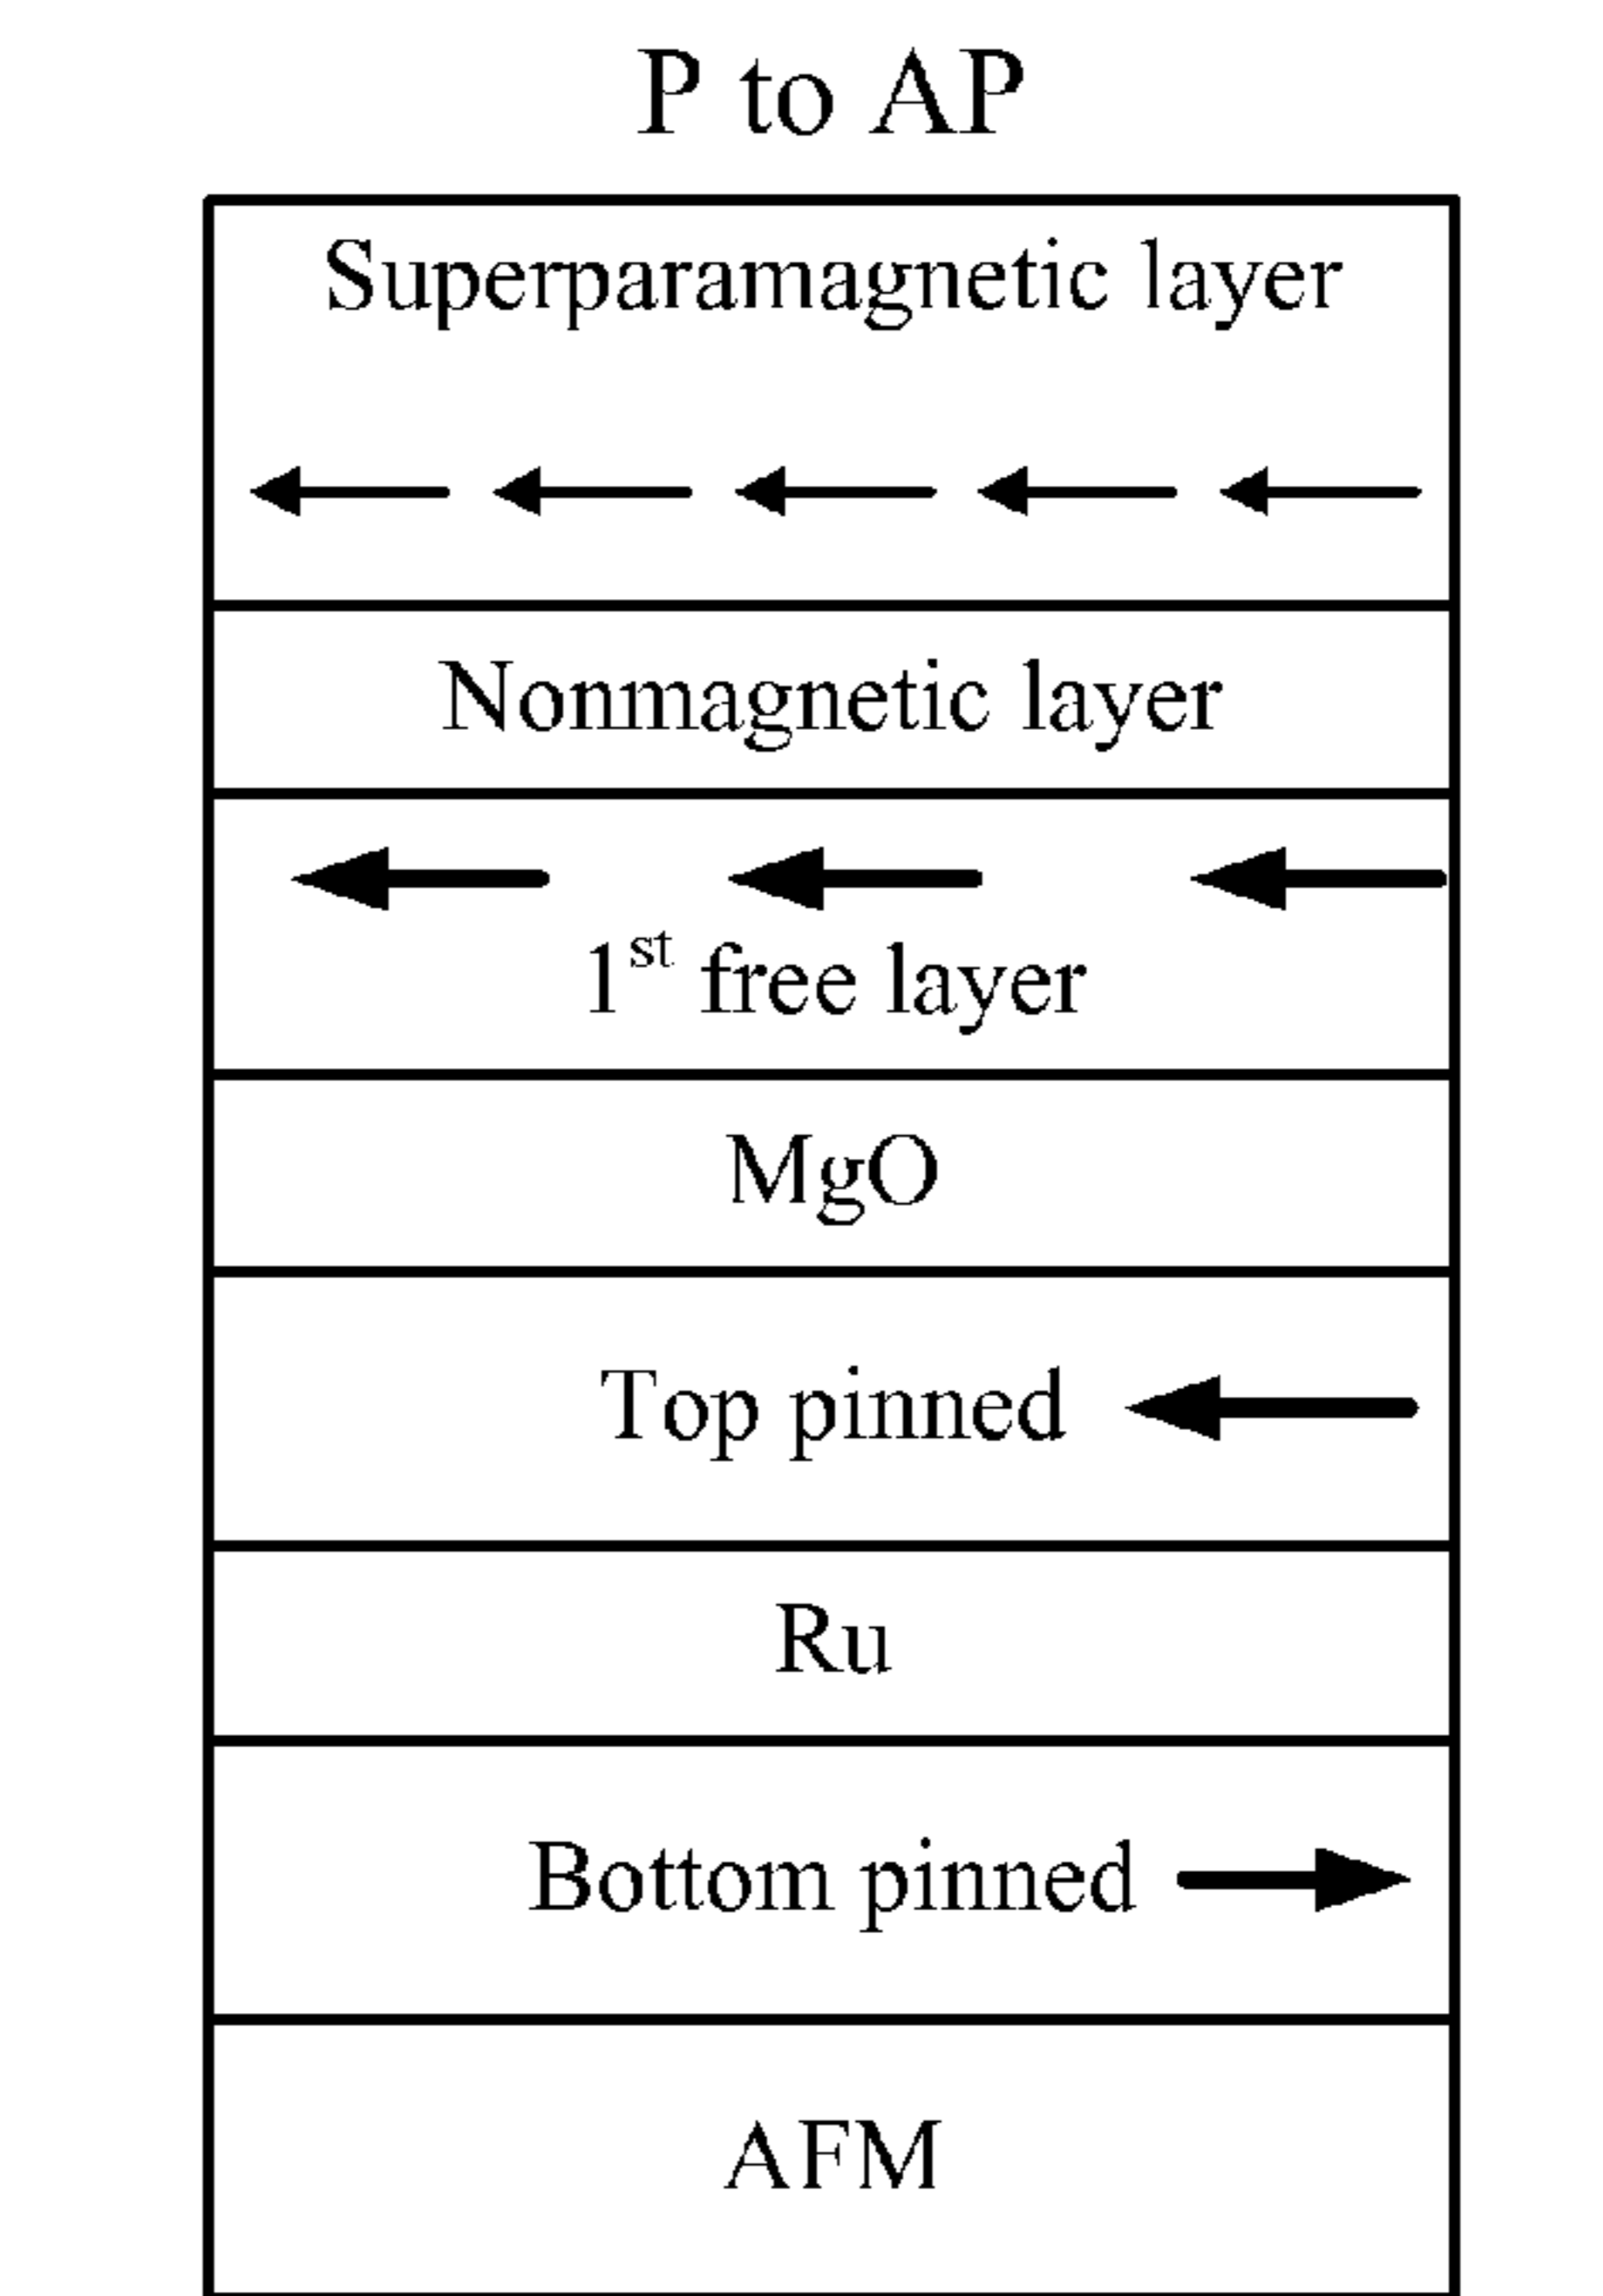 P to AP
Superparamagnetic layer
Nonmagnetic layer
1st free layer
MgO
Top pinned
Ru
Bottom pinned
AFM